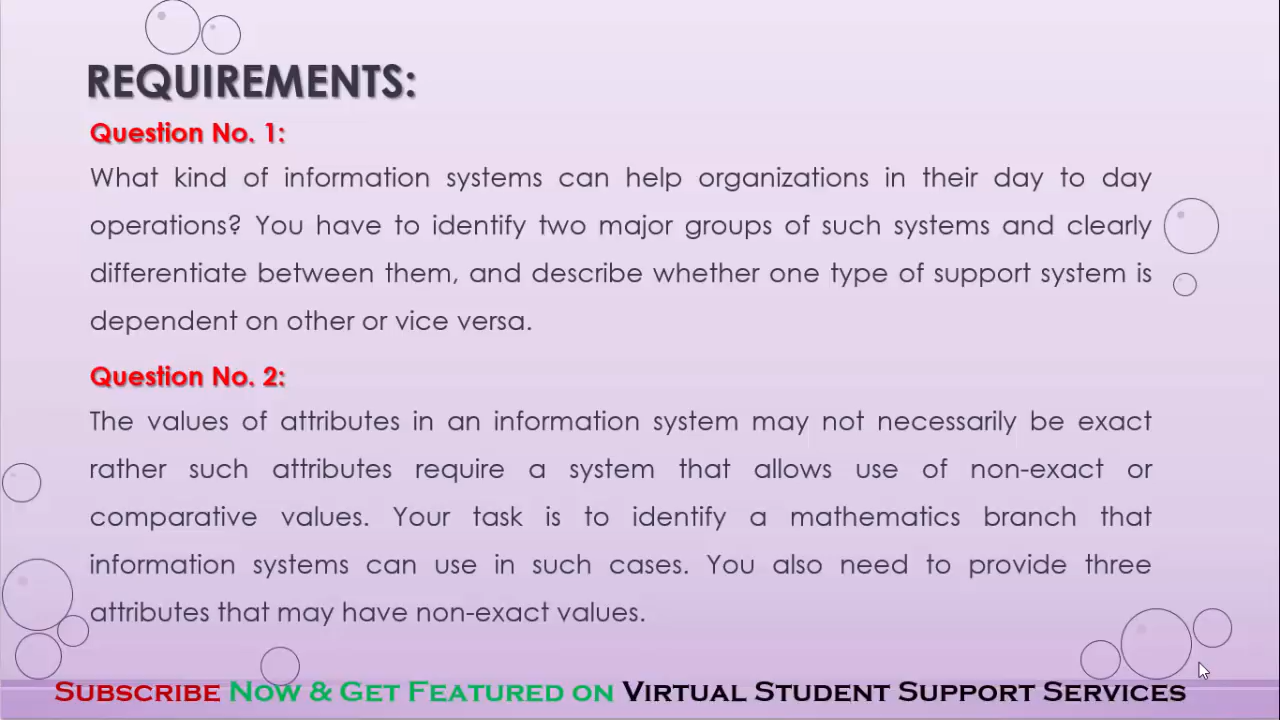 REQUIREMENTS:
Question No. 1:
What kind of information systems can help organizations in their day to day
operations? You have to identify two major groups of such systems and clearly
differentiate between them, and describe whether one type of support system is
dependent on other or vice versa.
Question No. 2:
The values of attributes in an information system may not necessarily be exact
rather such attributes require a system that allows use of non-exact or
comparative values. Your task is to identify a mathematics branch that
information systems can use in such cases. You also need to provide three
attributes that may have non-exact values.
Subscribe Now & Get Featured on Virtual Student Support Services